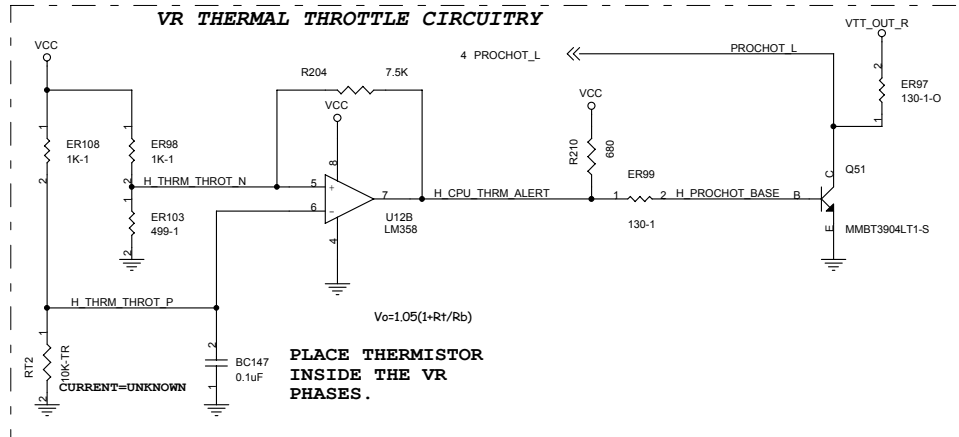 VR THERMAL THROTTLE CIRCUITRY
VCC
VTT_OUT_R
4 PROCHOT_L
PROCHOT_L
R204
7.5K
VCC
VCC
2
ER97
130-1-O
1
1
ER108
1K-1
2
1
ER98
1K-1
2
8
R210
680
ER99
C
Q51
H_THRM_THROT_N
5
+
6
-
7
H_CPU_THRM_ALERT
1
2
H_PROCHOT_BASE
B
130-1
U12B
LM358
4
E
MMBT3904LT1-S
1
ER103
499-1
2
H_THRM_THROT_P
Vo=1.05(1+Rt/Rb)
1
RT2
10K-TR
2
CURRENT=UNKNOWN
2
BC147
0.1uF
1
PLACE THERMISTOR
INSIDE THE VR
PHASES.